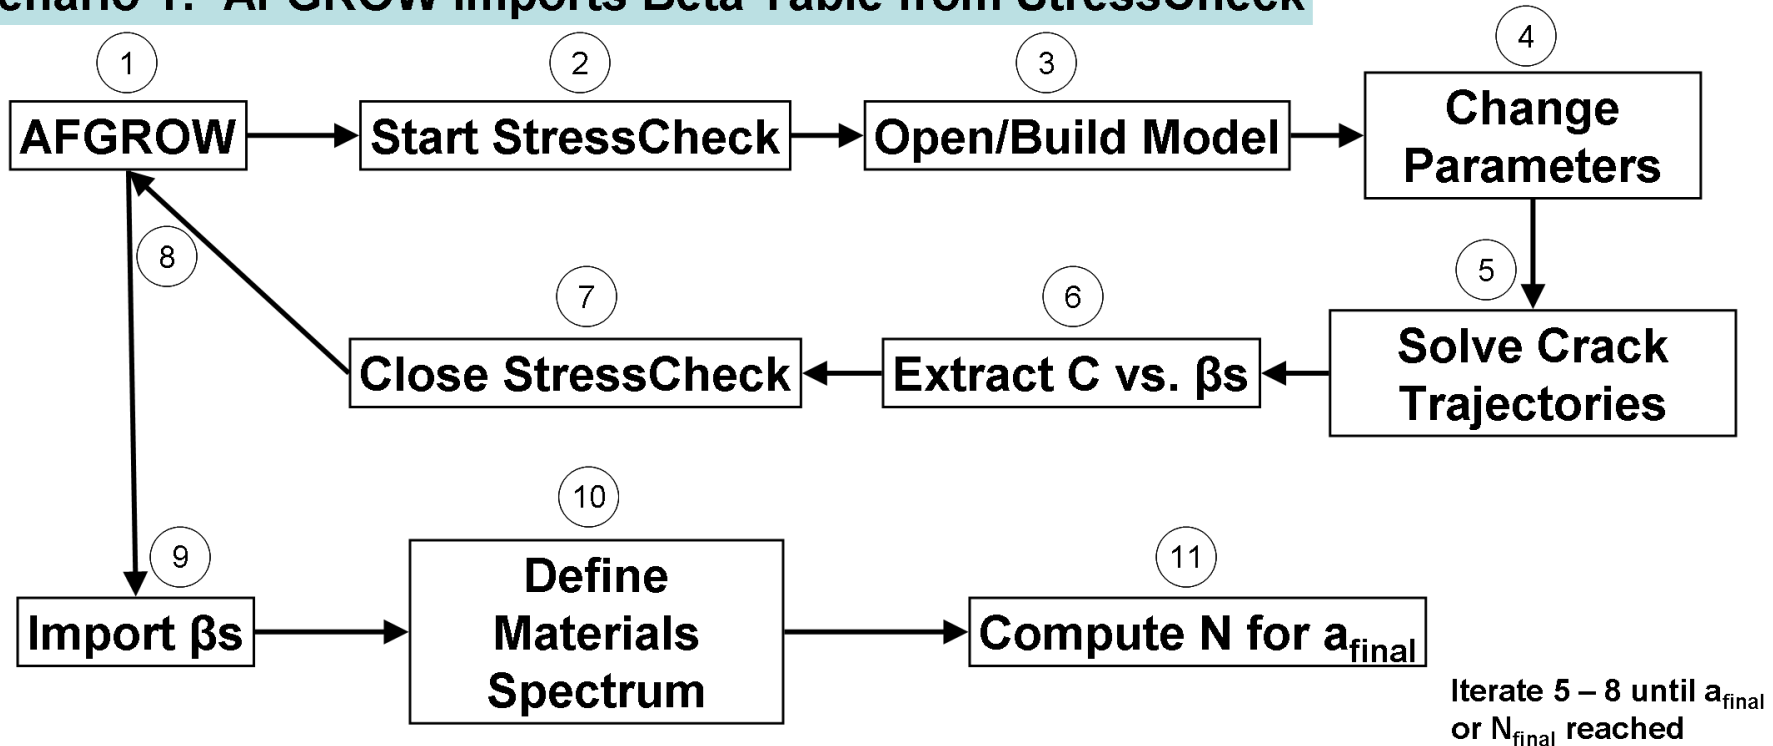 enario 1: AFGROW Imports Beta Table from StressCheck
1
2
3
4
AFGROW
Start StressCheck
Open/Build Model
Change
Parameters
8
7
6
5
Close StressCheck
Extract C vs. βs
Solve Crack
Trajectories
9
10
11
Import βs
Define
Materials
Spectrum
Compute N for afinal
Iterate 5 – 8 until afinal
or Nfinal reached